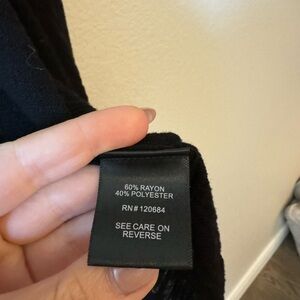 60% RAYON
40% POLYESTER
RN# 120684
SEE CARE ON
REVERSE